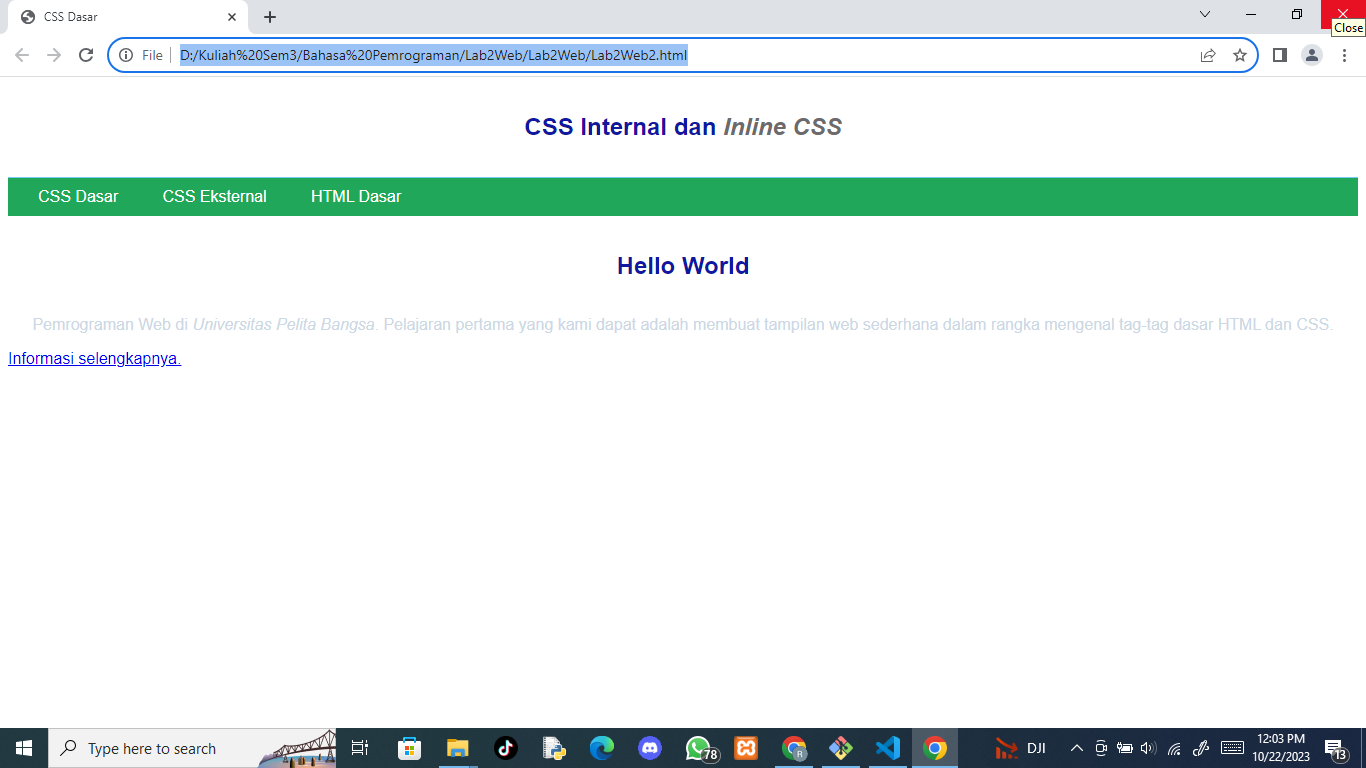 CSS Dasar
Close
File
D:/Kuliah%20Sem3/Bahasa%20Pemrograman/Lab2Web/Lab2Web/Lab2Web2.html
CSS Internal dan Inline CSS
CSS Dasar CSS Eksternal HTML Dasar
Hello World
Pemrograman Web di Universitas Pelita Bangsa. Pelajaran pertama yang kami dapat adalah membuat tampilan web sederhana dalam rangka mengenal tag-tag dasar HTML dan CSS.
Informasi selengkapnya.
Type here to search
78
R
DJI
12:03 PM
10/22/2023
13